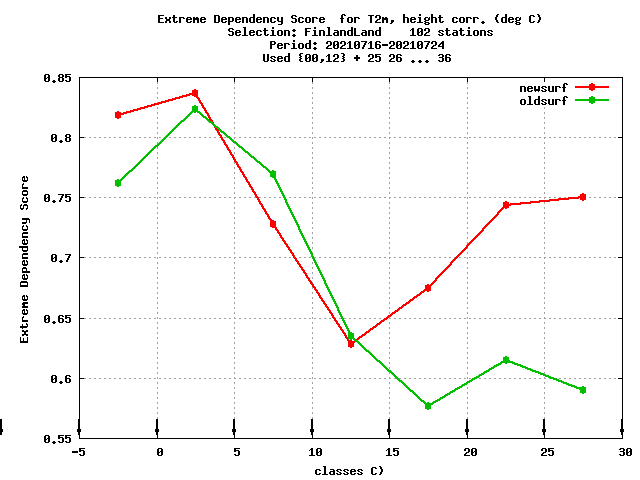 Extreme Dependency Score  for T2m, height corr. (deg C)
Selection: FinlandLand    102 stations
Period: 20210716-20210724
Used {00,12} + 25 26 ... 36
newsurf
oldsurf
Extreme Dependency Score
0.85
0.8
0.75
0.7
0.65
0.6
0.55
-5 0 5 10 15 20 25 30
classes C)